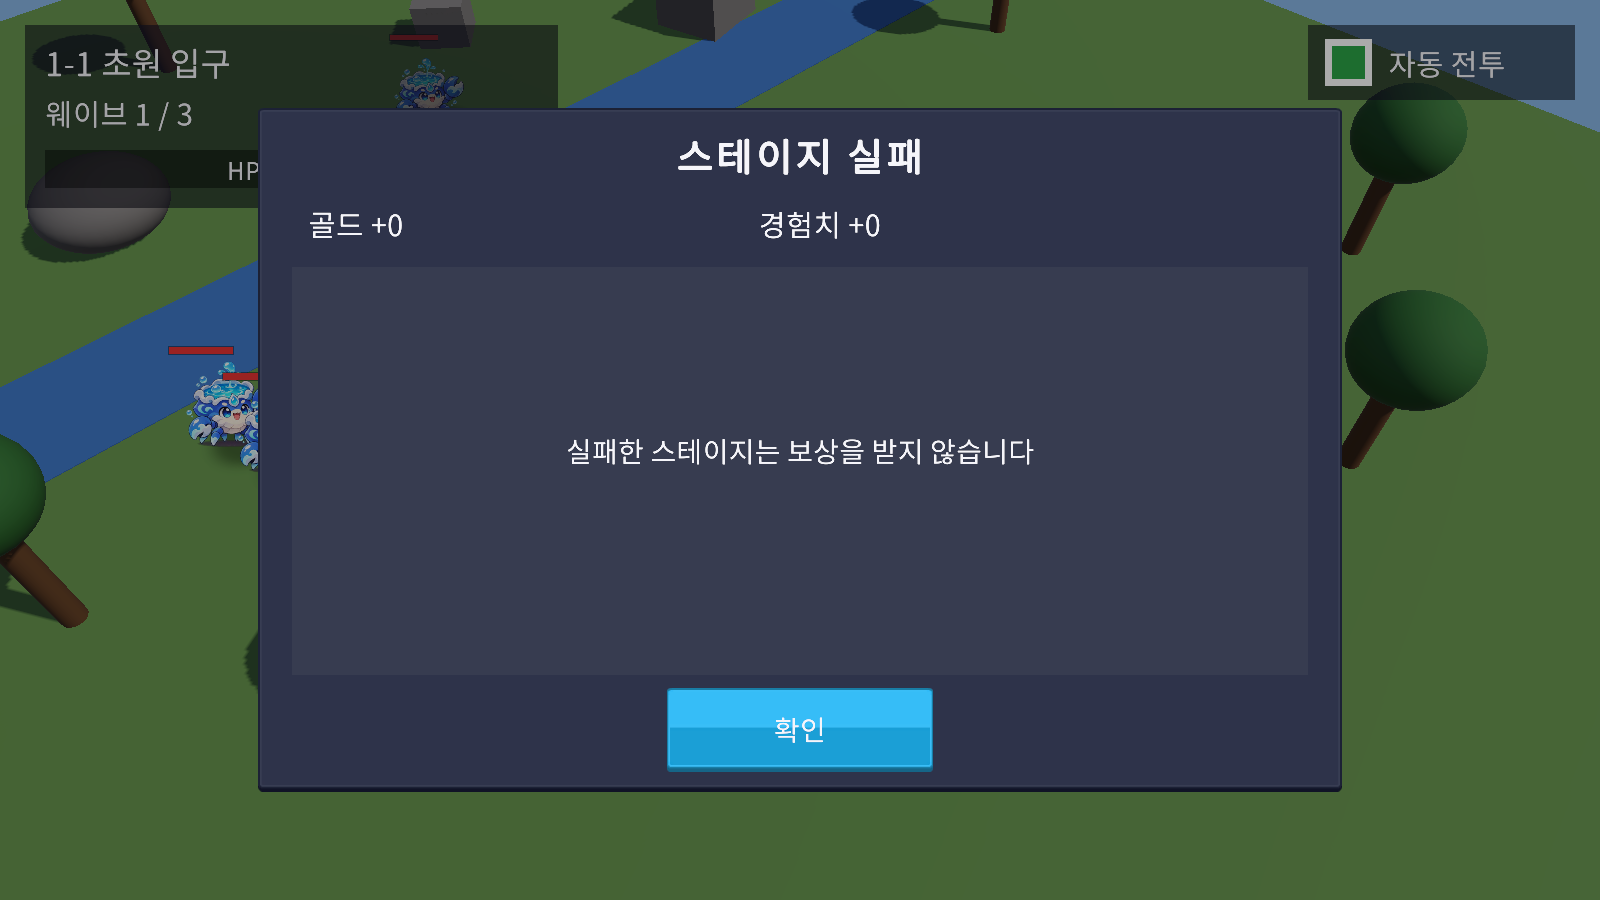 1-1 초원 입구
웨이브 1 / 3
HP
자동 전투
스테이지 실패
골드 +0
경험치 +0
실패한 스테이지는 보상을 받지 않습니다
확인